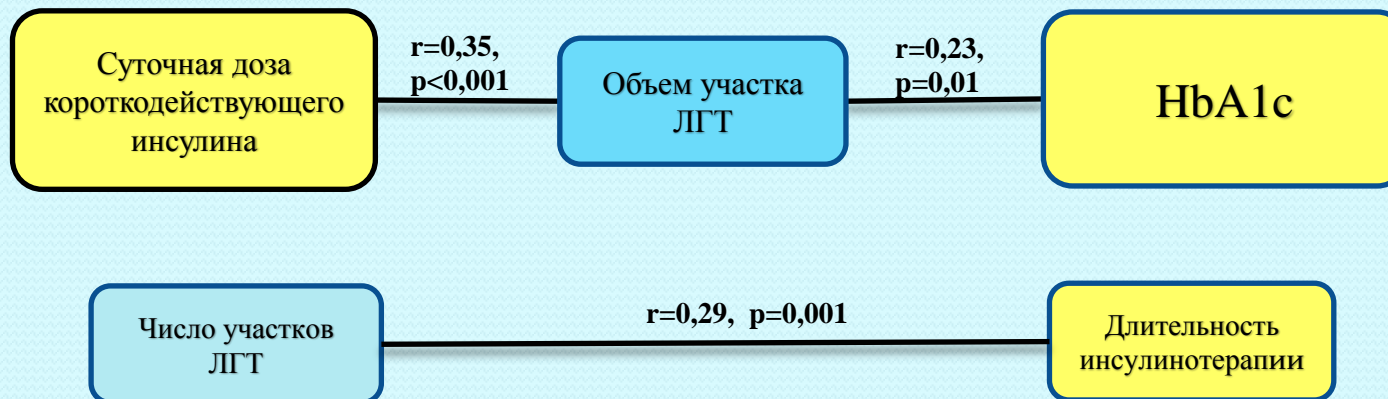 Суточная доза
короткодействующего
инсулина
r=0,35,
p<0,001
Объем участка
ЛГТ
r=0,23,
p=0,01
HbA1c
Число участков
ЛГТ
r=0,29, p=0,001
Длительность
инсулинотерапии